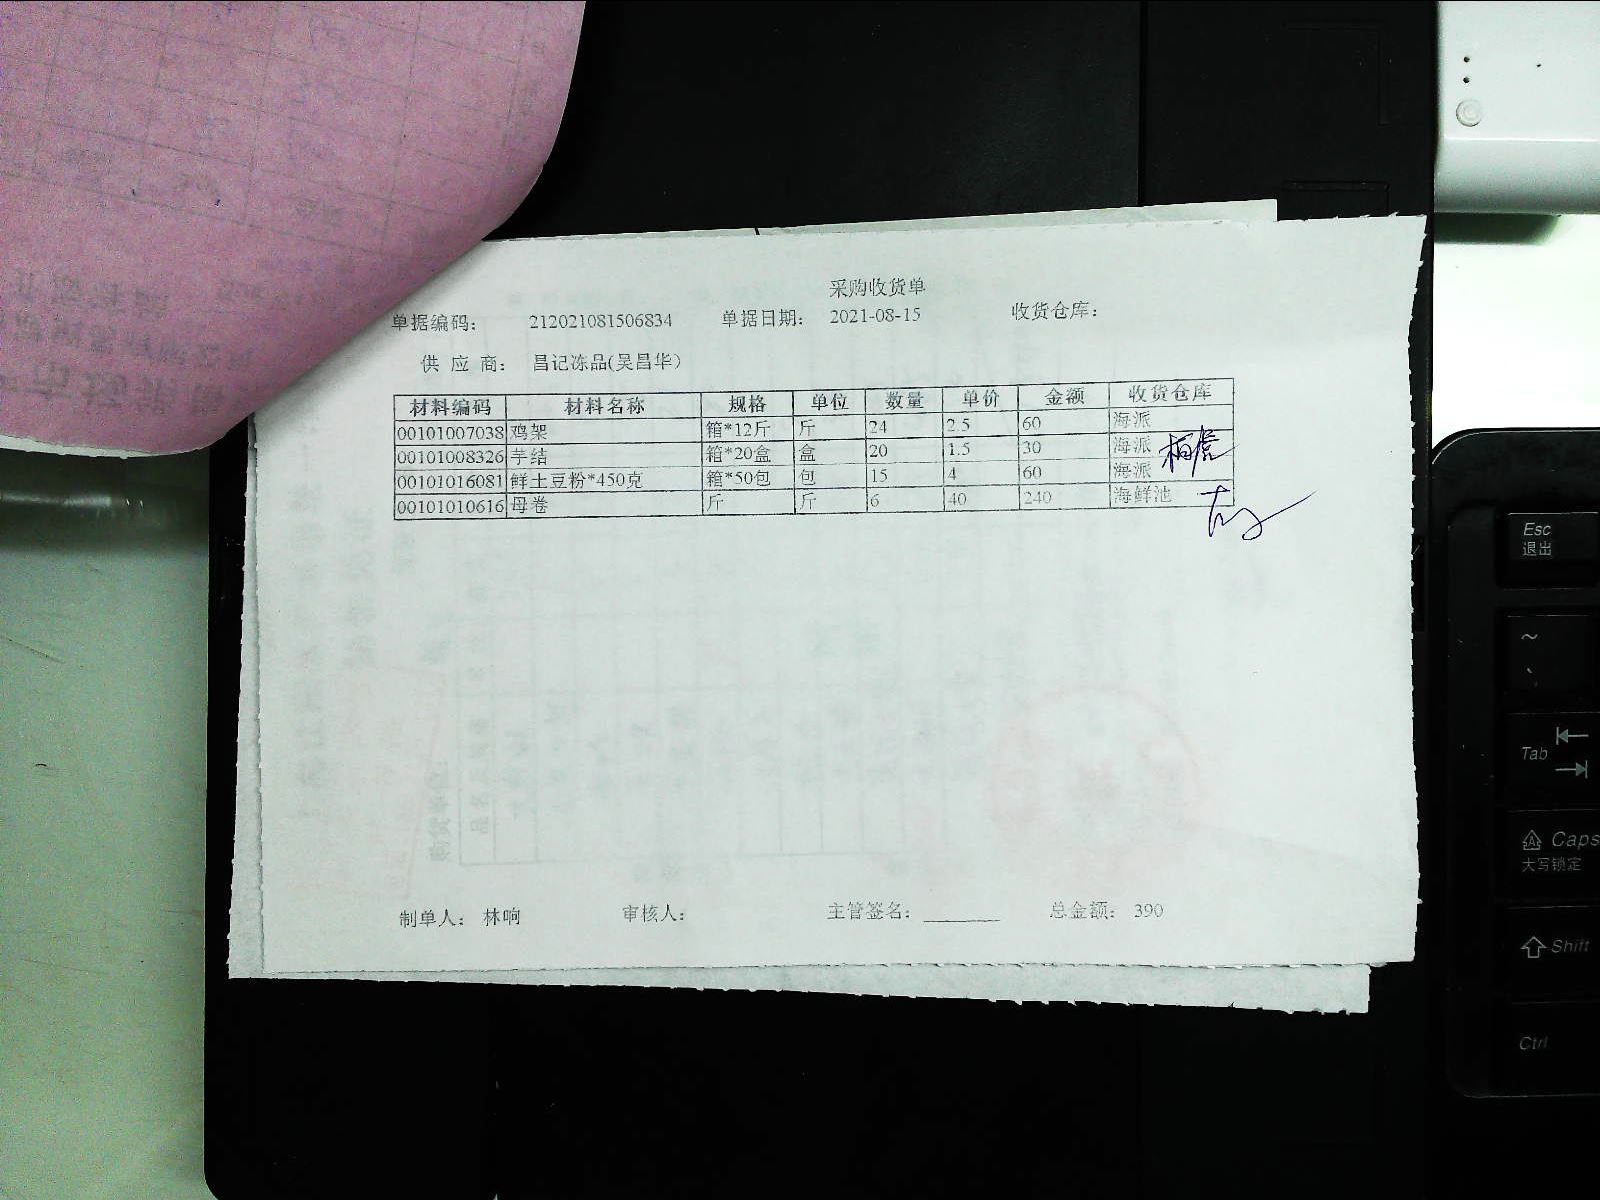 采购收货单
单据编码： 212021081506834 单据日期： 2021-08-15 收货仓库：
供 应 商： 昌记冻品(吴昌华)
材料编码 材料名称 规格 单位 数量 单价 金额 收货仓库
00101007038 鸡架 箱*12斤 斤 24 2.5 60 海派
00101008326 芋结 箱*20盒 盒 20 1.5 30 海派
00101016081 鲜土豆粉*450克 箱*50包 包 15 4 60 海派
00101010616 母卷 斤 斤 6 40 240 海鲜池
制单人： 林响 审核人： 主管签名： 总金额： 390
Esc
退出
~
Tab
Caps
大写锁定
Shift
Ctrl